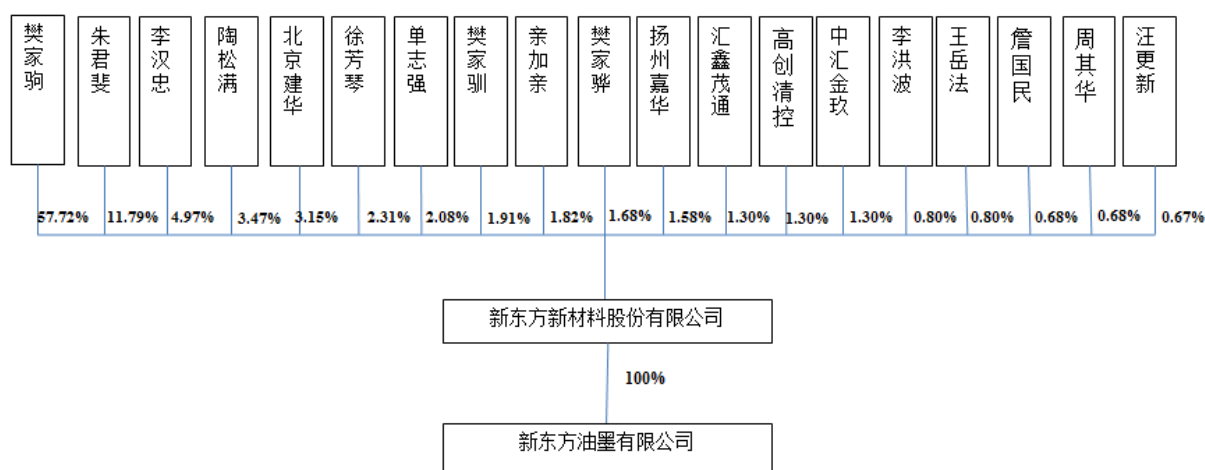 樊家驹
朱君斐
李汉忠
陶松满
北京建华
徐芳琴
单志强
樊家驯
亲加亲
樊家骅
扬州嘉华
汇鑫茂通
高创清控
中汇金玖
李洪波
王岳法
詹国民
周其华
汪更新
57.72% 11.79% 4.97% 3.47% 3.15% 2.31% 2.08% 1.91% 1.82% 1.68% 1.58% 1.30% 1.30% 1.30% 0.80% 0.80% 0.68% 0.68% 0.67%
新东方新材料股份有限公司
100%
新东方油墨有限公司